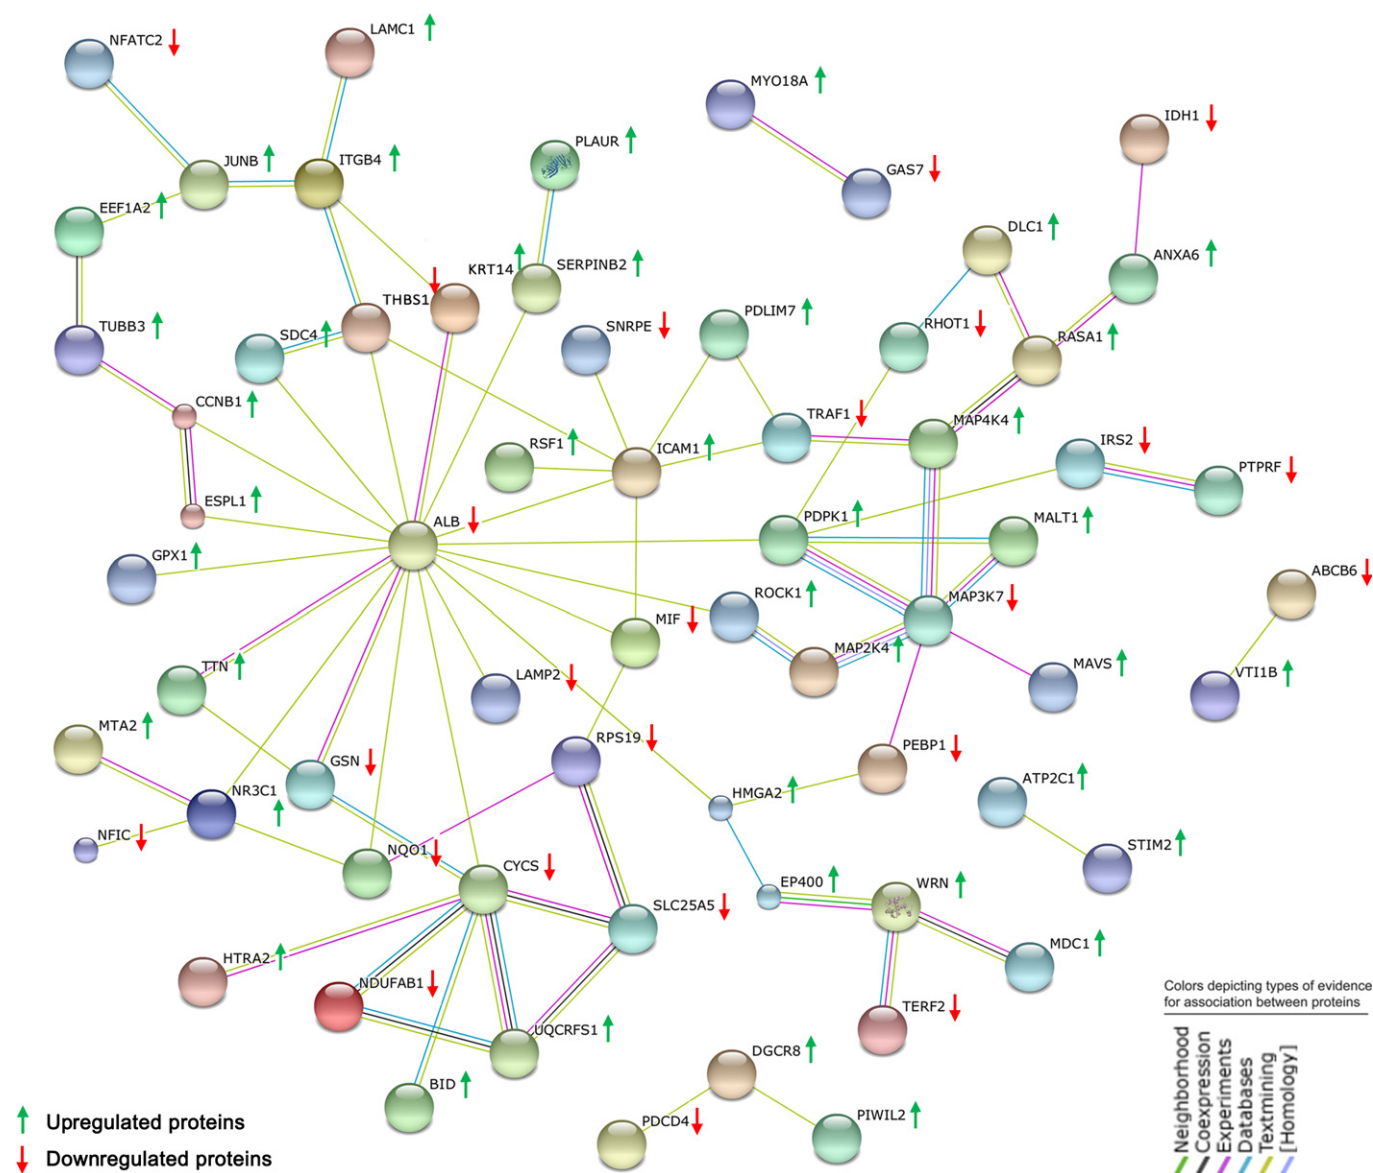 NFATC2
LAMC1
MYO18A
IDH1
PLAUR
JUNB
ITGB4
GAS7
EEF1A2
DLC1
KRT14
SERPINB2
ANXA6
THBS1
TUBB3
SDC4
SNRPE
PDLIM7
RHOT1
RASA1
CCNB1
TRAF1
MAP4K4
RSF1
ICAM1
IRS2
PTPRF
ESPL1
ALB
PDPK1
MALT1
GPX1
ABCB6
ROCK1
MAP3K7
MIF
MAP2K4
TTN
LAMP2
MAVS
VTI1B
MTA2
RPS19
PEBP1
GSN
ATP2C1
NR3C1
HMGA2
NFIC
STIM2
NQO1
CYCS
EP400
WRN
SLC25A5
MDC1
HTRA2
NDUFAB1
TERF2
UQCRFS1
DGCR8
BID
PDCD4
PIWIL2
Colors depicting types of evidence
for association between proteins
Neighborhood
Coexpression
Experiments
Databases
Textmining
[Homology]
Upregulated proteins
Downregulated proteins